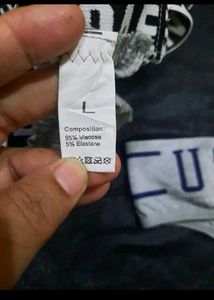 L
Composition:
95% Viscose
5% Elastane
U